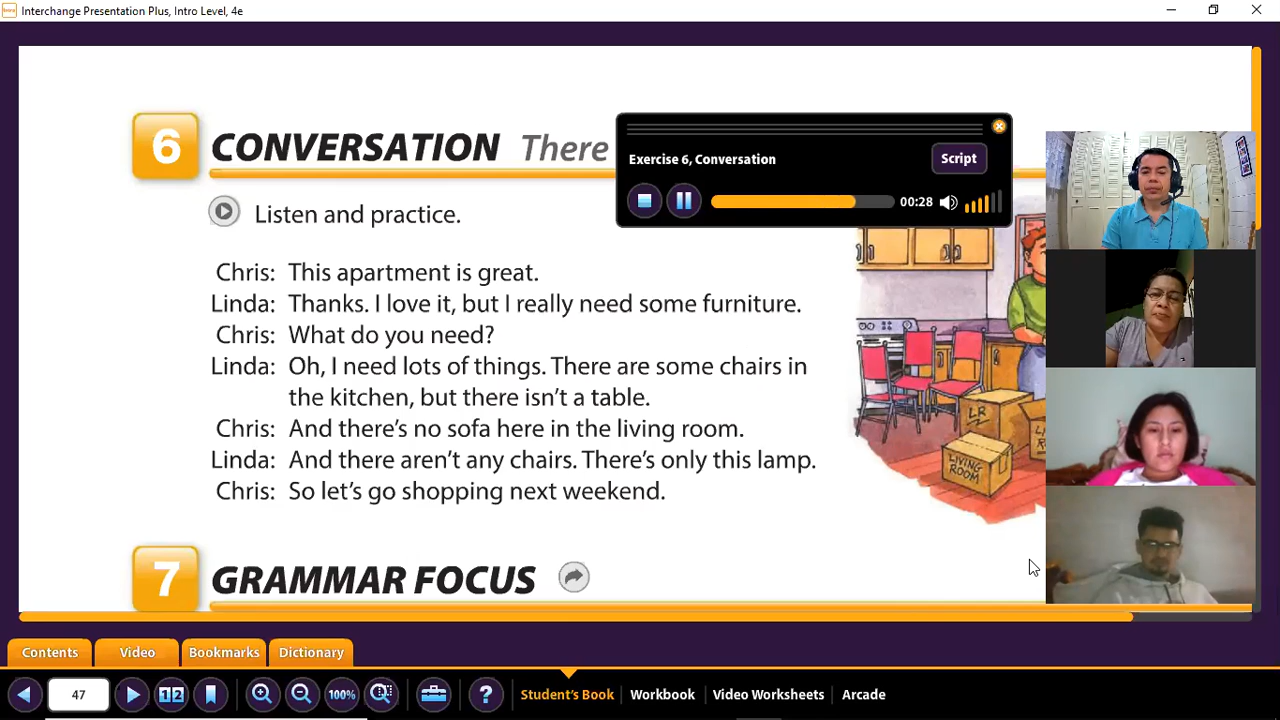 Interchange Presentation Plus, Intro Level, 4e
6 CONVERSATION There
Exercise 6, Conversation
Script
00:28
Listen and practice.
Chris: This apartment is great.
Linda: Thanks. I love it, but I really need some furniture.
Chris: What do you need?
Linda: Oh, I need lots of things. There are some chairs in
the kitchen, but there isn't a table.
Chris: And there's no sofa here in the living room.
Linda: And there aren't any chairs. There's only this lamp.
Chris: So let's go shopping next weekend.
LR
LIVING
ROOM
7 GRAMMAR FOCUS
Contents Video Bookmarks Dictionary
47 1 2 100% ? Student's Book Workbook Video Worksheets Arcade